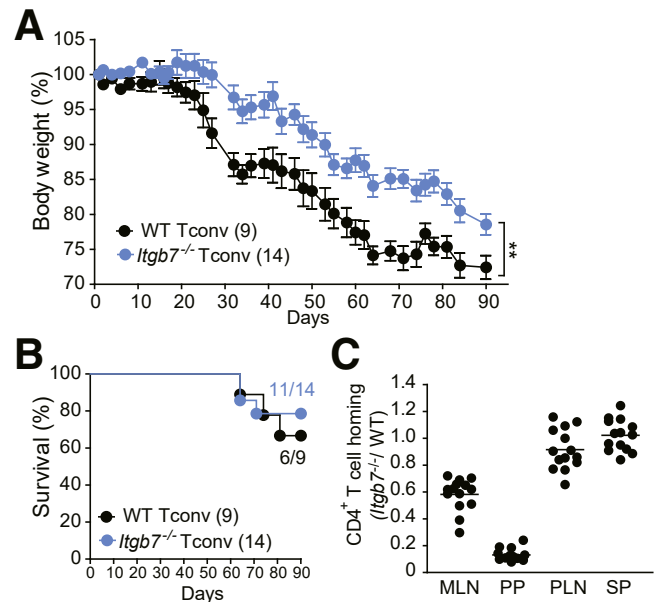 A
Body weight (%)
105
100
95
90
85
80
75
70
WT Tconv (9)
Itgb7-/- Tconv (14)
**
0 10 20 30 40 50 60 70 80 90
Days
B
Survival (%)
100
80
60
40
20
0
11/14
6/9
WT Tconv (9)
Itgb7-/- Tconv (14)
0 10 20 30 40 50 60 70 80 90
Days
C
CD4+ T cell homing
(Itgb7-/-/ WT)
1.4
1.2
1.0
0.8
0.6
0.4
0.2
0
MLN PP PLN SP